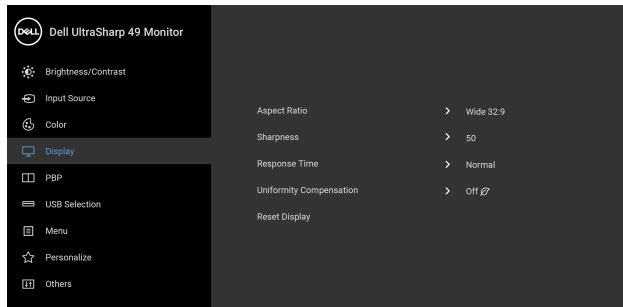 DELL Dell UltraSharp 49 Monitor
Brightness/Contrast
Input Source
Color
Display
PBP
USB Selection
Menu
Personalize
Others
Aspect Ratio > Wide 32:9
Sharpness > 50
Response Time > Normal
Uniformity Compensation > Off
Reset Display